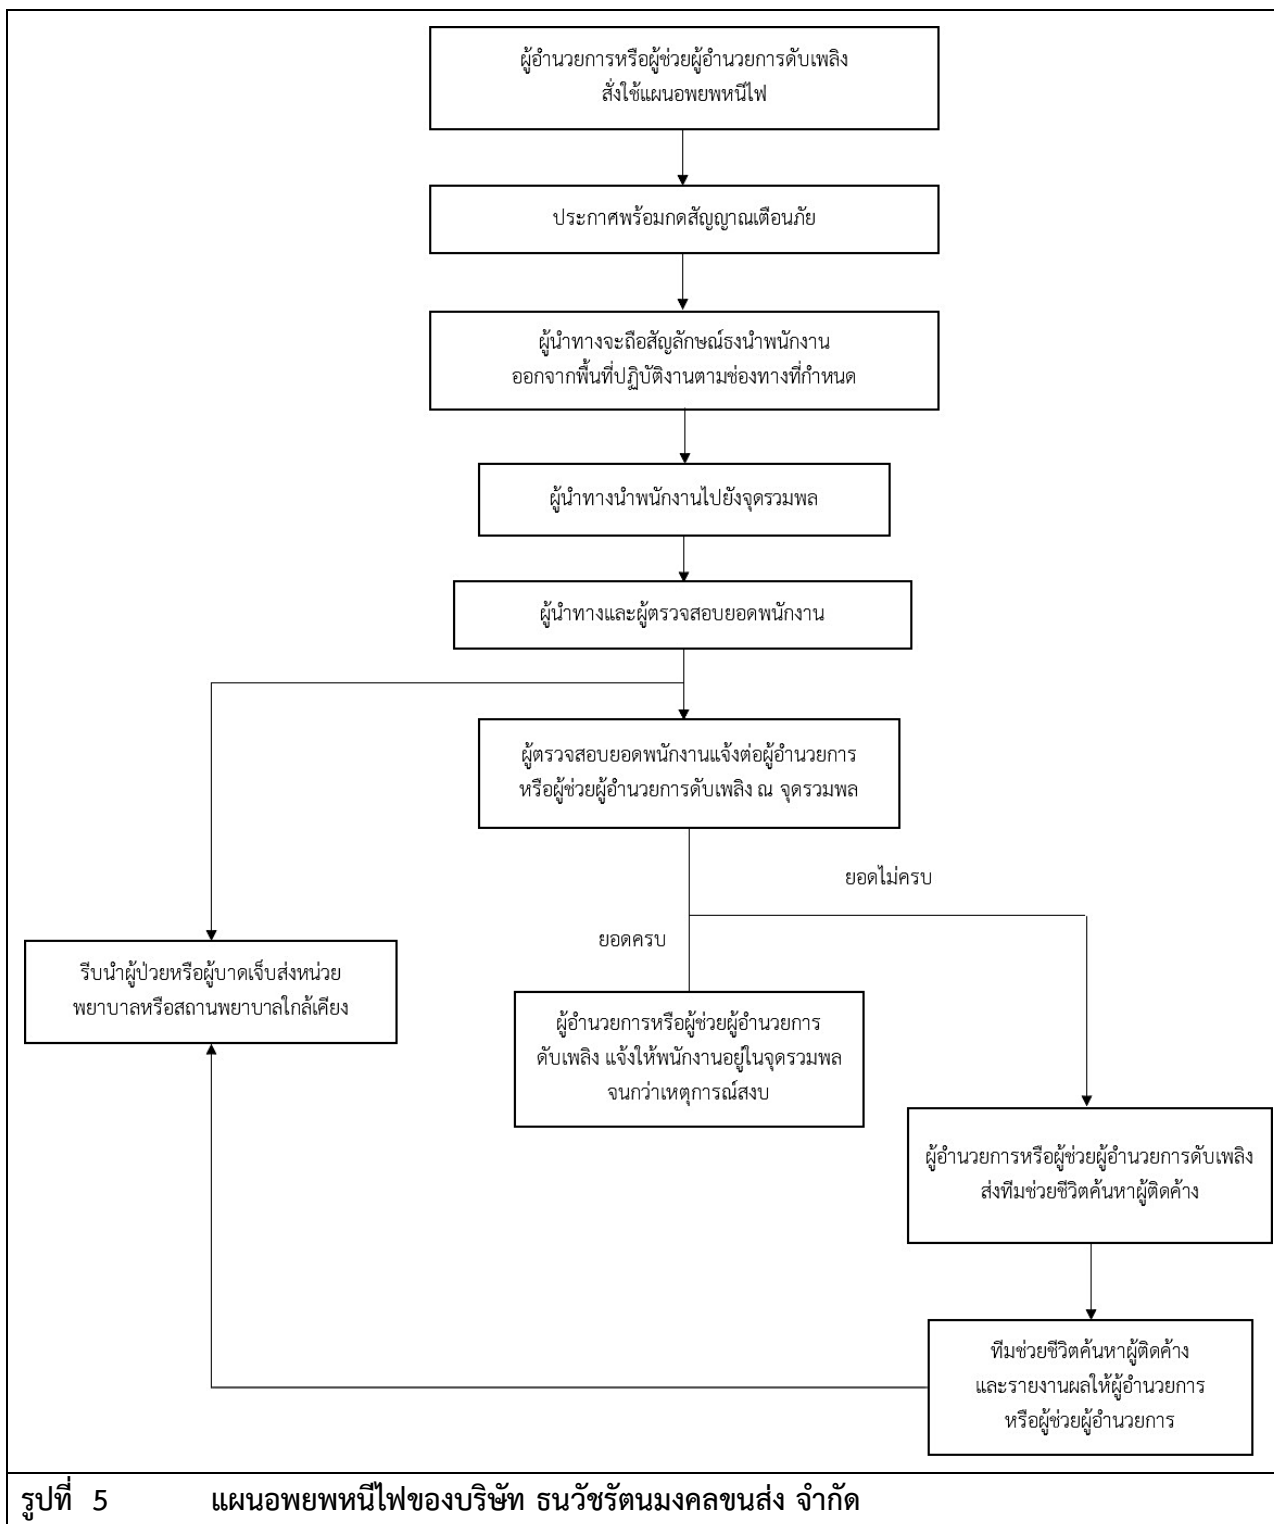 ผู้อำนวยการหรือผู้ช่วยผู้อำนวยการดับเพลิง
สั่งใช้แผนอพยพหนีไฟ
ประกาศพร้อมกดสัญญาณเตือนภัย
ผู้นำทางจะถือสัญลักษณ์ธงนำพนักงาน
ออกจากพื้นที่ปฏิบัติงานตามช่องทางที่กำหนด
ผู้นำทางนำพนักงานไปยังจุดรวมพล
ผู้นำทางและผู้ตรวจสอบยอดพนักงาน
ผู้ตรวจสอบยอดพนักงานแจ้งต่อผู้อำนวยการ
หรือผู้ช่วยผู้อำนวยการดับเพลิง ณ จุดรวมพล
ยอดไม่ครบ
ยอดครบ
รีบนำผู้ป่วยหรือผู้บาดเจ็บส่งหน่วย
พยาบาลหรือสถานพยาบาลใกล้เคียง
ผู้อำนวยการหรือผู้ช่วยผู้อำนวยการ
ดับเพลิง แจ้งให้พนักงานอยู่ในจุดรวมพล
จนกว่าเหตุการณ์สงบ
ผู้อำนวยการหรือผู้ช่วยผู้อำนวยการดับเพลิง
ส่งทีมช่วยชีวิตค้นหาผู้ติดค้าง
ทีมช่วยชีวิตค้นหาผู้ติดค้าง
และรายงานผลให้ผู้อำนวยการ
หรือผู้ช่วยผู้อำนวยการ
รูปที่ 5 แผนอพยพหนีไฟของบริษัท ธนวัชรัตนมงคลขนส่ง จำกัด